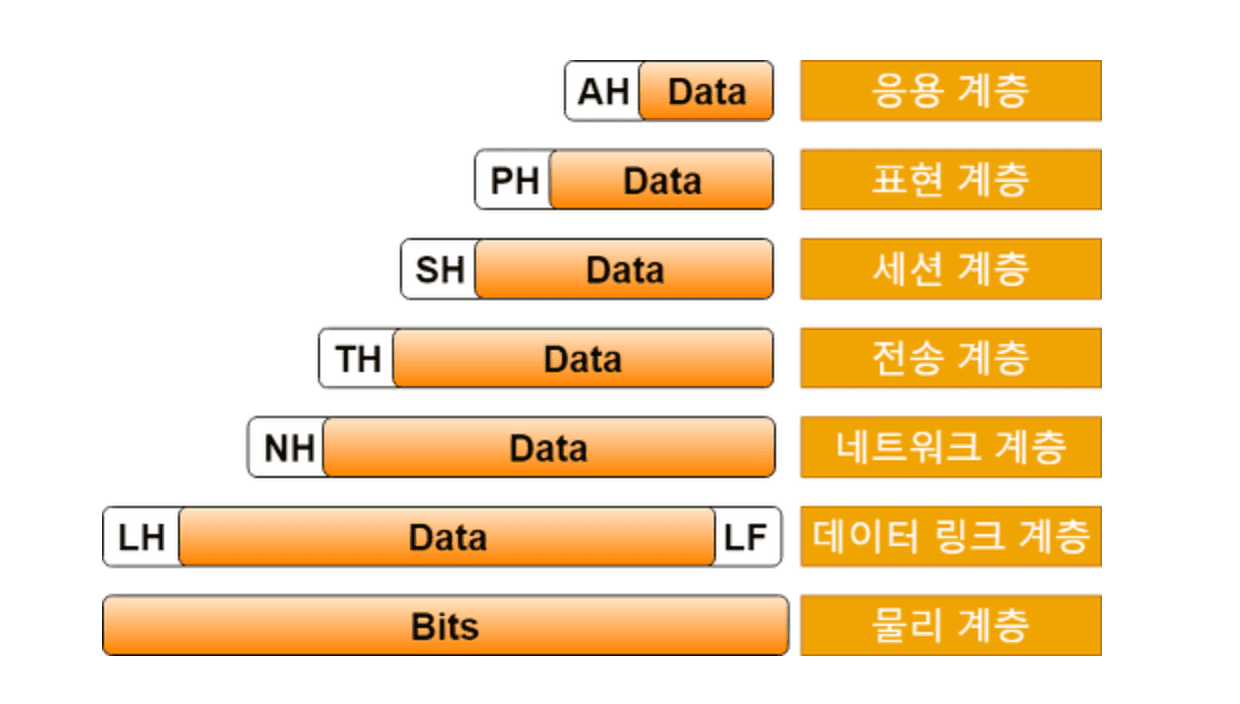 AH Data 응용 계층
PH Data 표현 계층
SH Data 세션 계층
TH Data 전송 계층
NH Data 네트워크 계층
LH Data LF 데이터 링크 계층
Bits 물리 계층